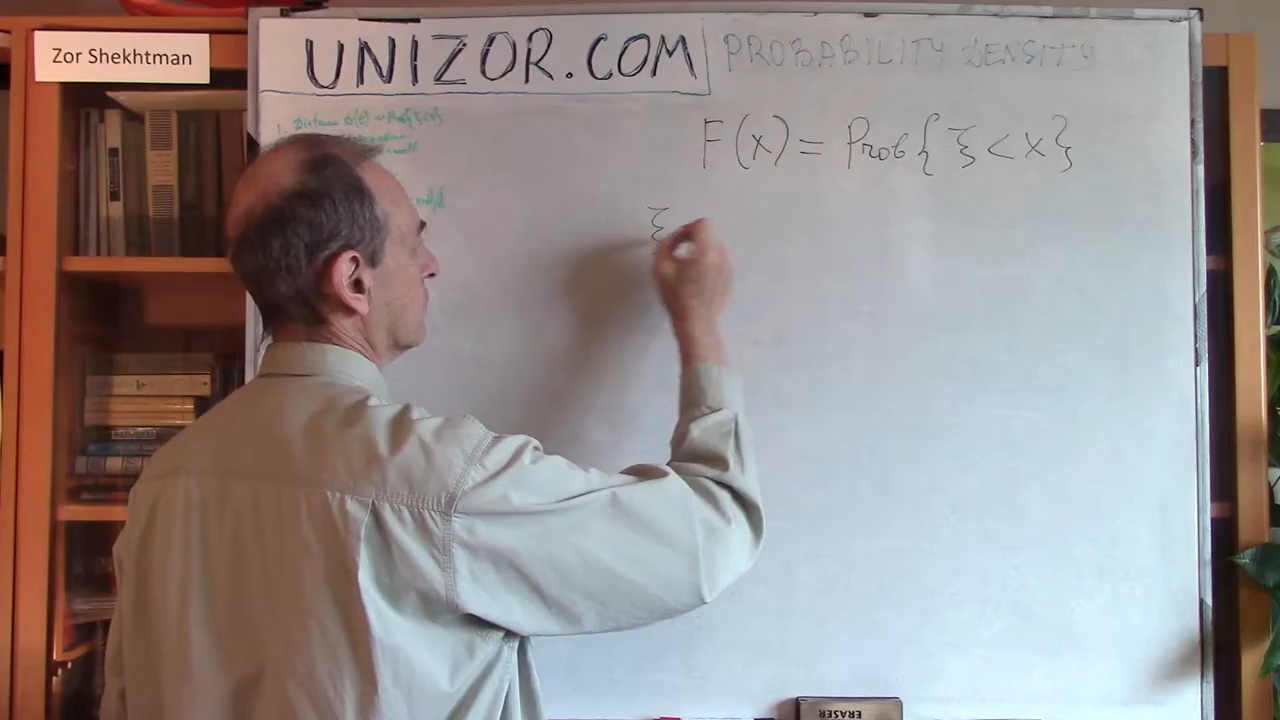 Zor Shekhtman
UNIZOR.COM PROBABILITY DENSITY
F(x) = Prob{ ξ < x }
ξ
ERASER